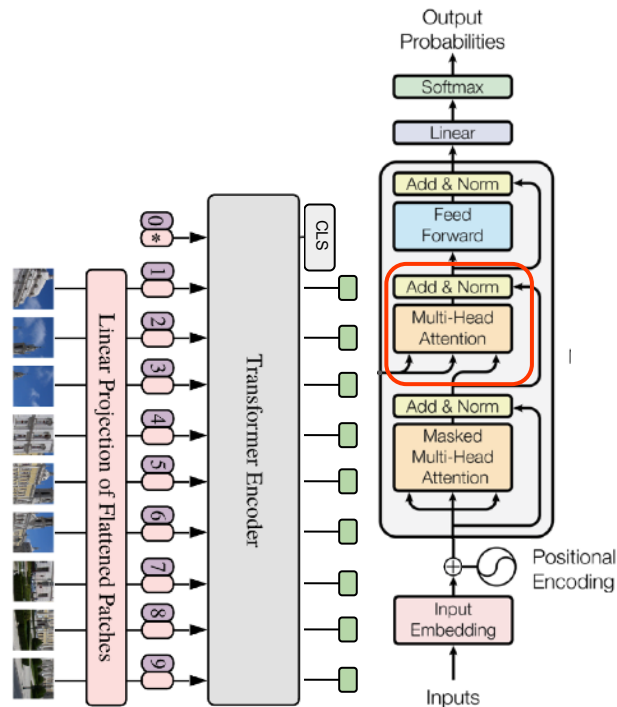 Output
Probabilities
Softmax
Linear
Add & Norm
Feed
Forward
Add & Norm
Multi-Head
Attention
Add & Norm
Masked
Multi-Head
Attention
Positional
Encoding
Input
Embedding
Inputs
CLS
Transformer Encoder
Linear Projection of Flattened Patches
0 *
1
2
3
4
5
6
7
8
9